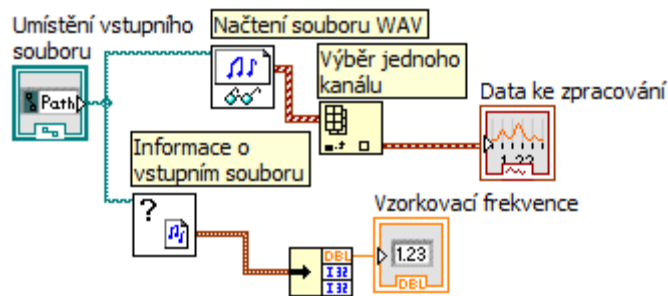 Umístění vstupního
souboru
Path
Načtení souboru WAV
Výběr jednoho
kanálu
Data ke zpracování
1.23
Informace o
vstupním souboru
?
Vzorkovací frekvence
DBL
I32
I32
1.23
DBL